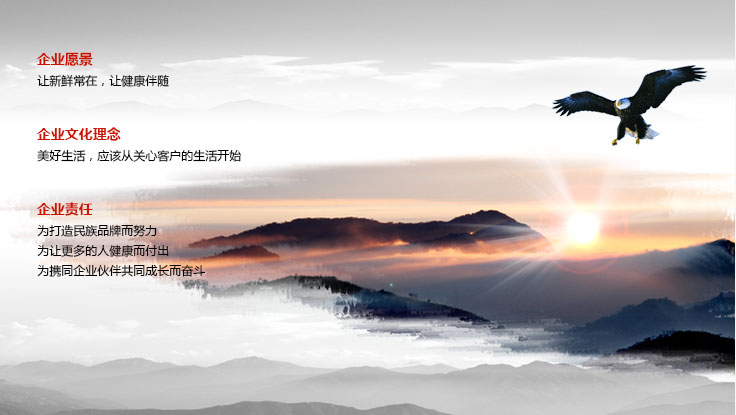 企业愿景
让新鲜常在，让健康伴随
企业文化理念
美好生活，应该从关心客户的生活开始
企业责任
为打造民族品牌而努力
为让更多的人健康而付出
为携同企业伙伴共同成长而奋斗